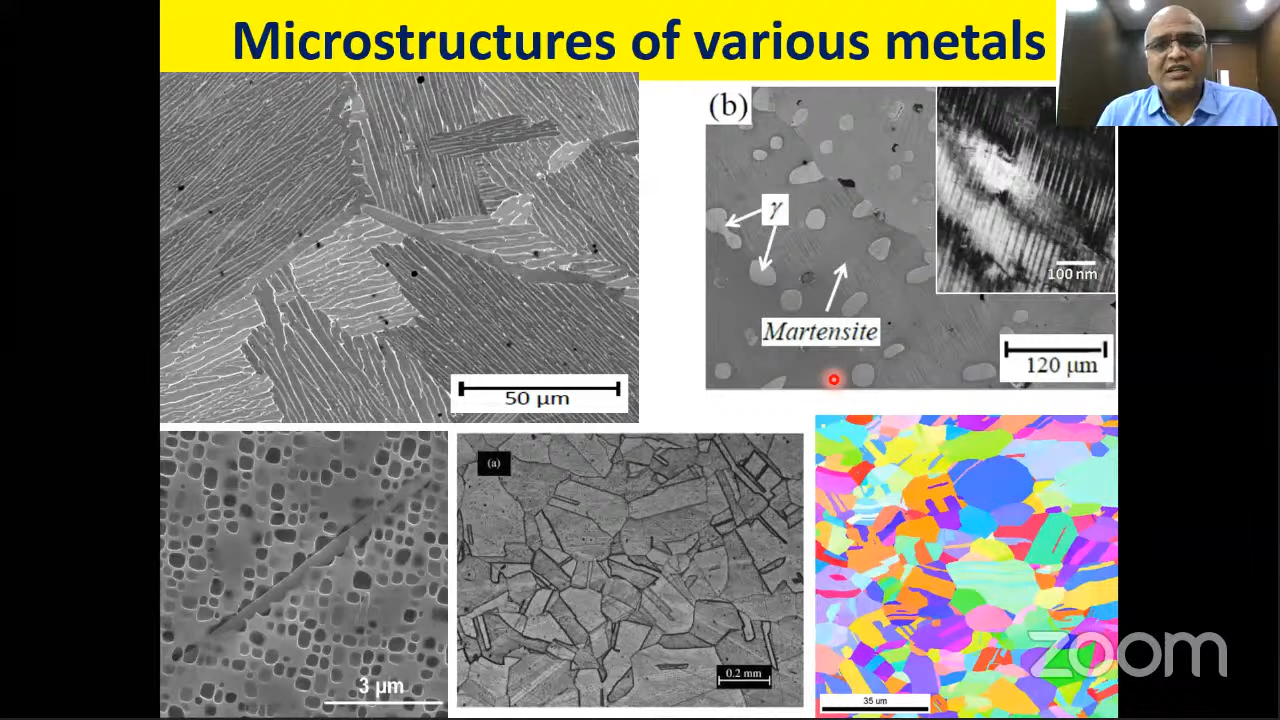 Microstructures of various metals
(b)
γ
100 nm
Martensite
120 μm
50 μm
(a)
3 μm
0.2 mm
35 um
zoom